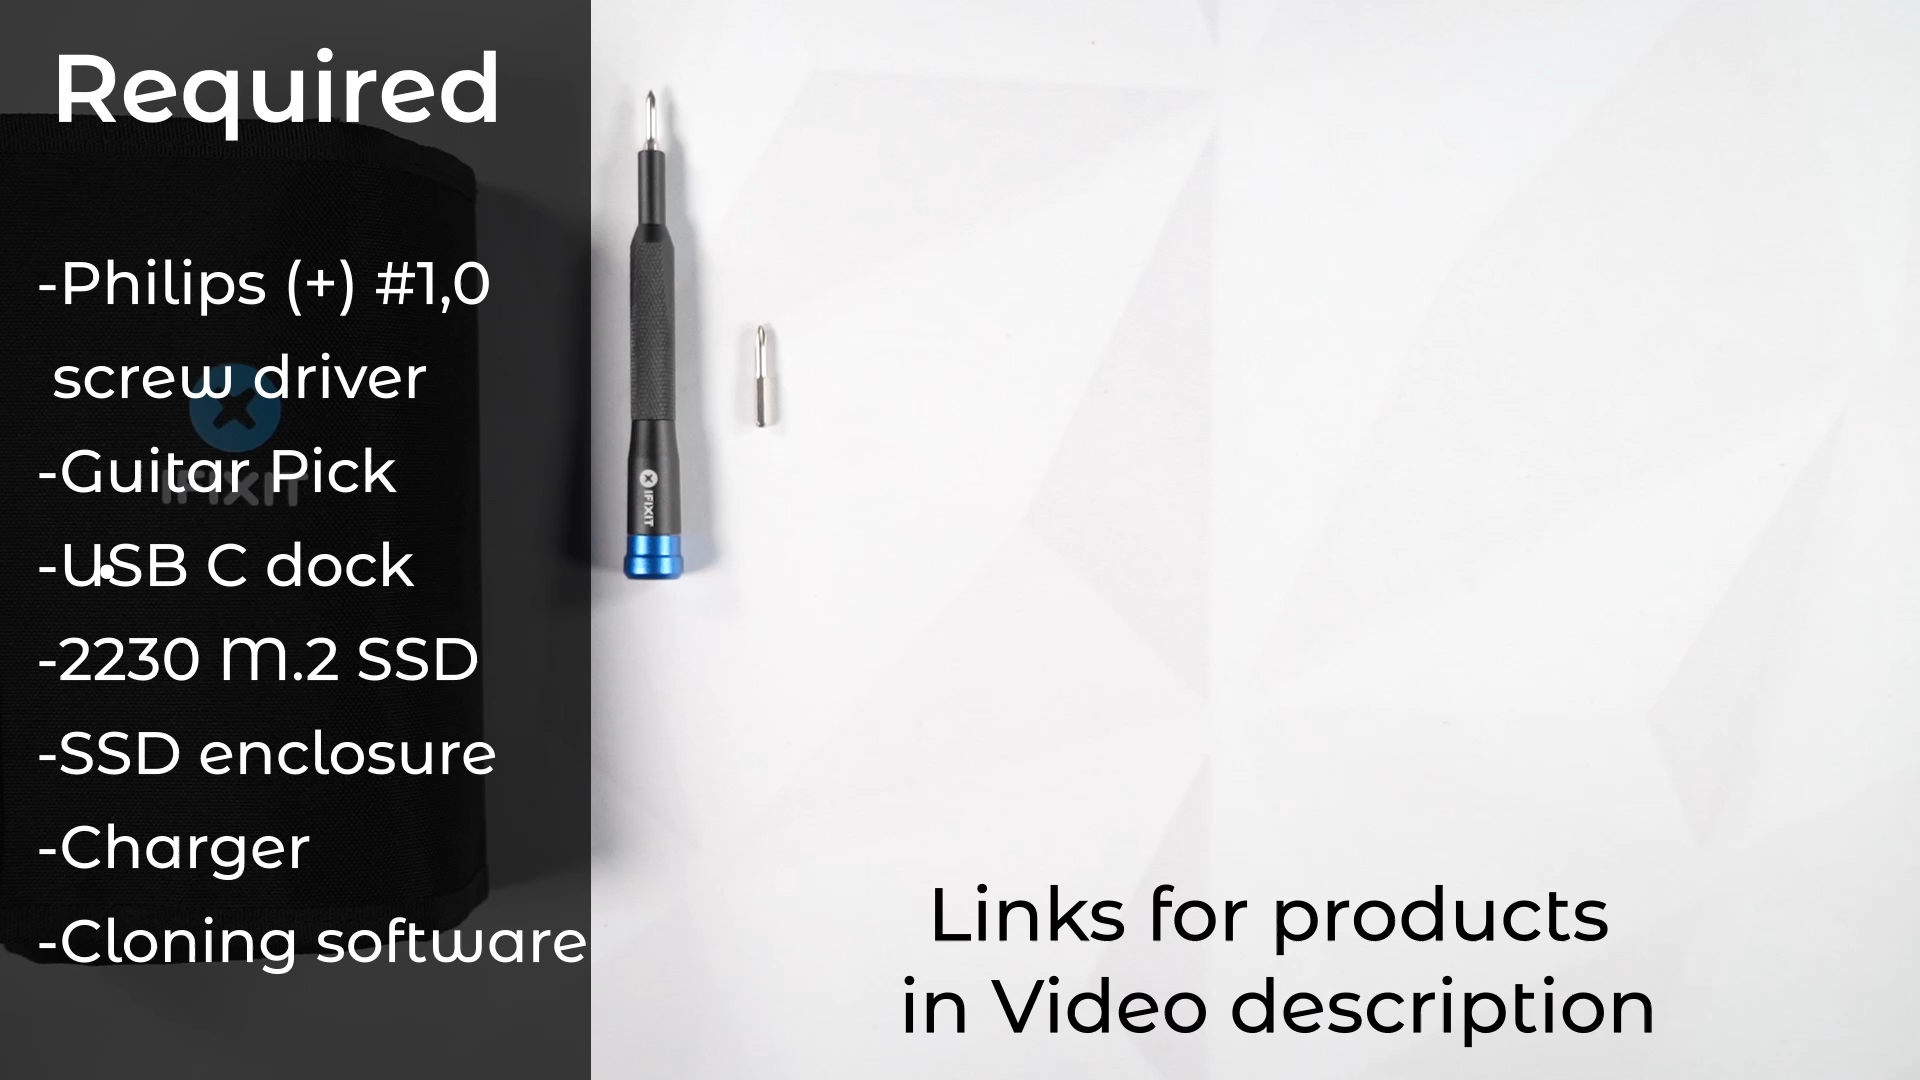 Required
-Philips (+) #1,0
screw driver
-Guitar Pick
-USB C dock
-2230 M.2 SSD
-SSD enclosure
-Charger
-Cloning software
IFIXIT
IFIXIT
Links for products
in Video description